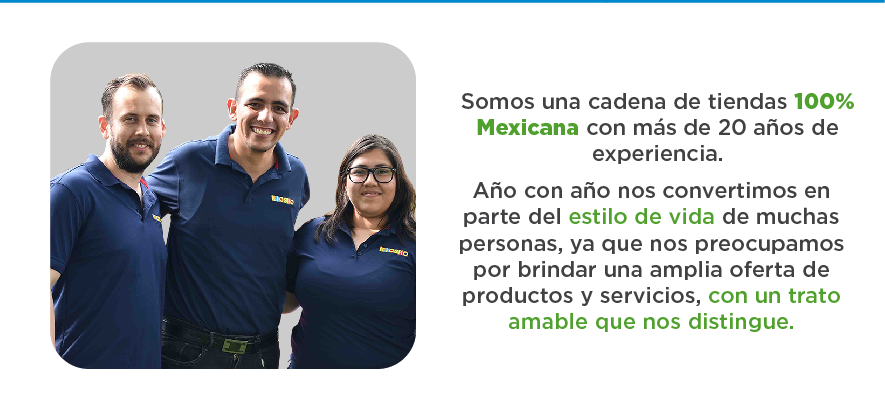 Somos una cadena de tiendas 100%
Mexicana con más de 20 años de
experiencia.
Año con año nos convertimos en
parte del estilo de vida de muchas
personas, ya que nos preocupamos
por brindar una amplia oferta de
productos y servicios, con un trato
amable que nos distingue.